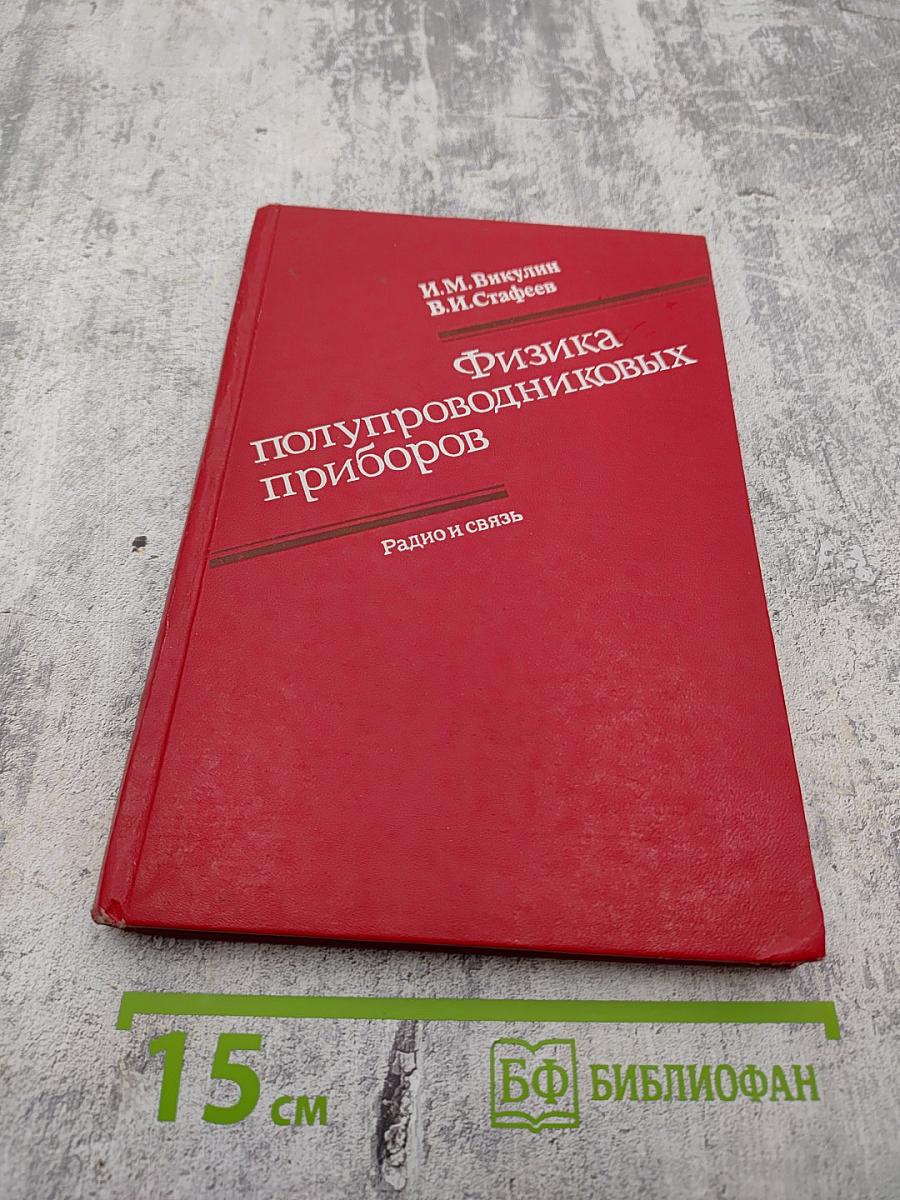 И.М.Викулин
В.И.Стафеев
Физика
полупроводниковых
приборов
Радио и связь
15 см
БФ БИБЛИОФАН